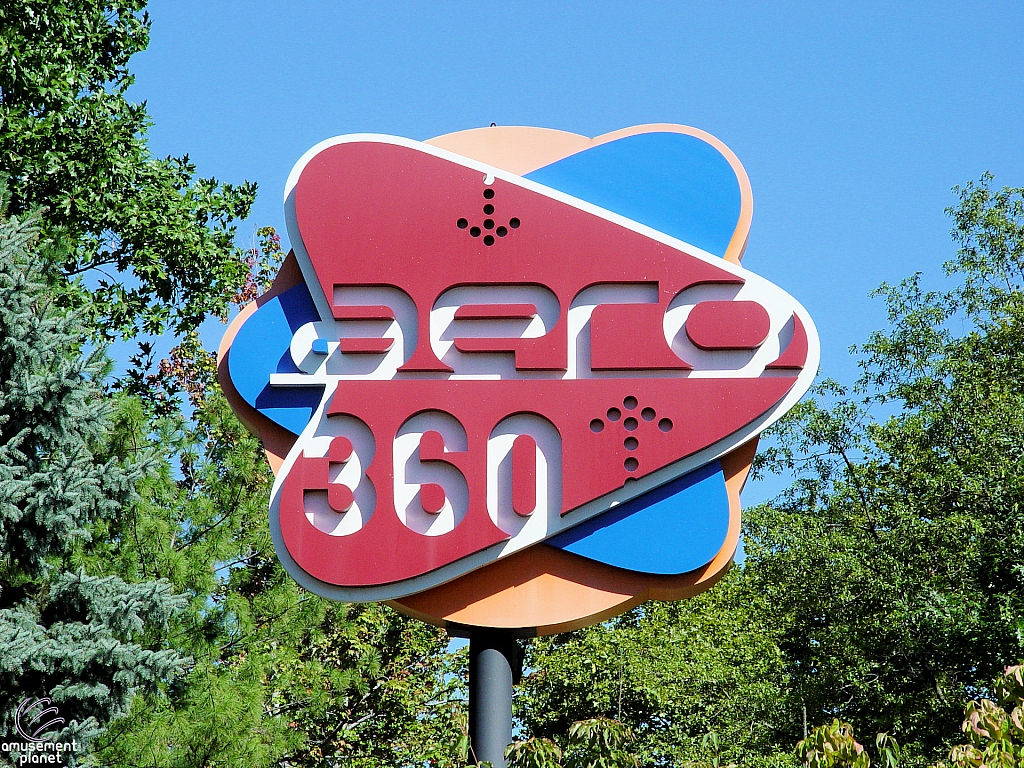 aero
360
amusement
planet